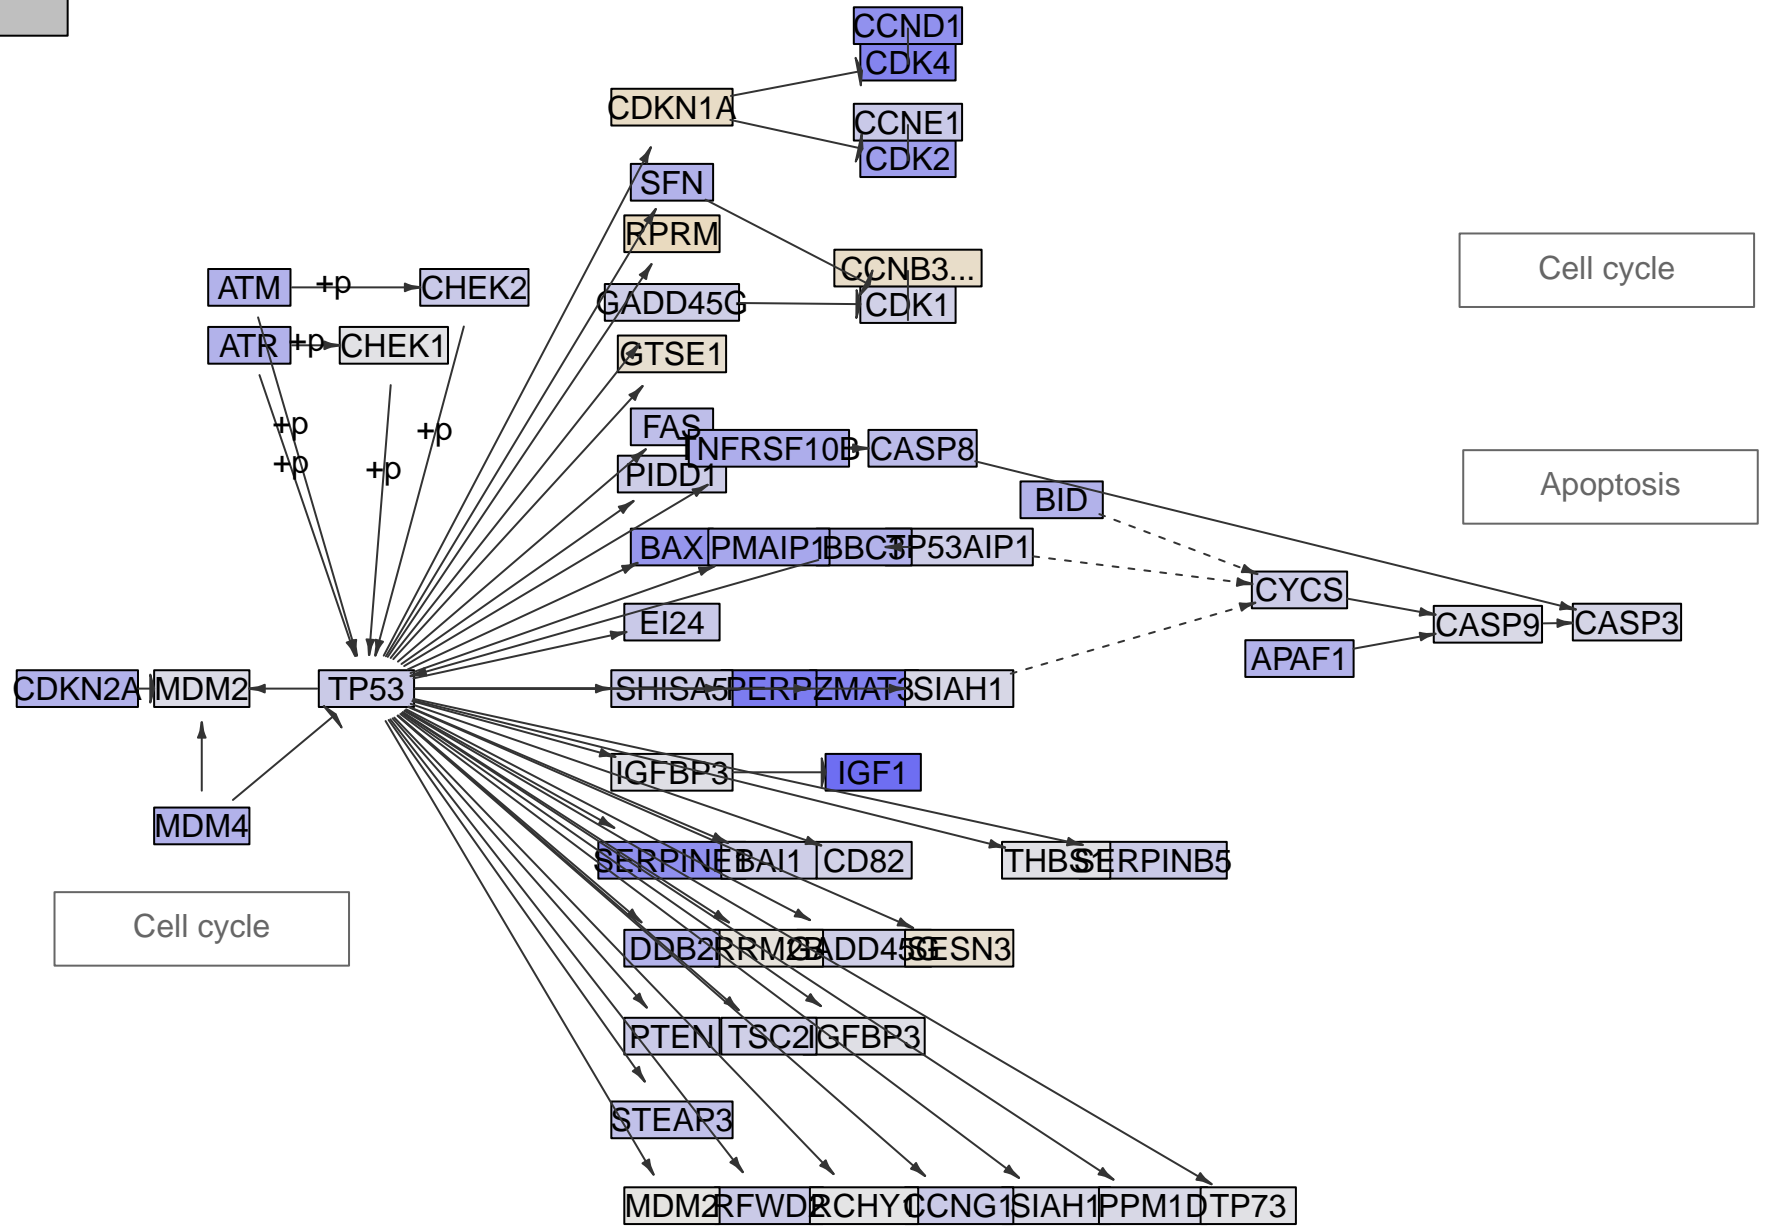 CCND1
CDK4
CDKN1A
CCNE1
CDK2
SFN
RPRM
CCNB3...
Cell cycle
ATM +p CHEK2
GADD45G
CDK1
ATR +p CHEK1
GTSE1
+p
+p
FAS
TNFRSF10B
CASP8
+p
+p
PIDD1
Apoptosis
BID
BAX
PMAIP1
BBC3
TP53AIP1
CYCS
EI24
CASP9
CASP3
APAF1
CDKN2A
MDM2
TP53
SHISA5
PERP
ZMAT3
SIAH1
IGFBP3
IGF1
MDM4
SERPINE1
BAI1
CD82
THBS1
SERPINB5
Cell cycle
DDB2
RRM2B
GADD45G
SESN3
PTEN
TSC2
IGFBP3
STEAP3
MDM2
RFWD2
RCHY1
CCNG1
SIAH1
PPM1D
TP73